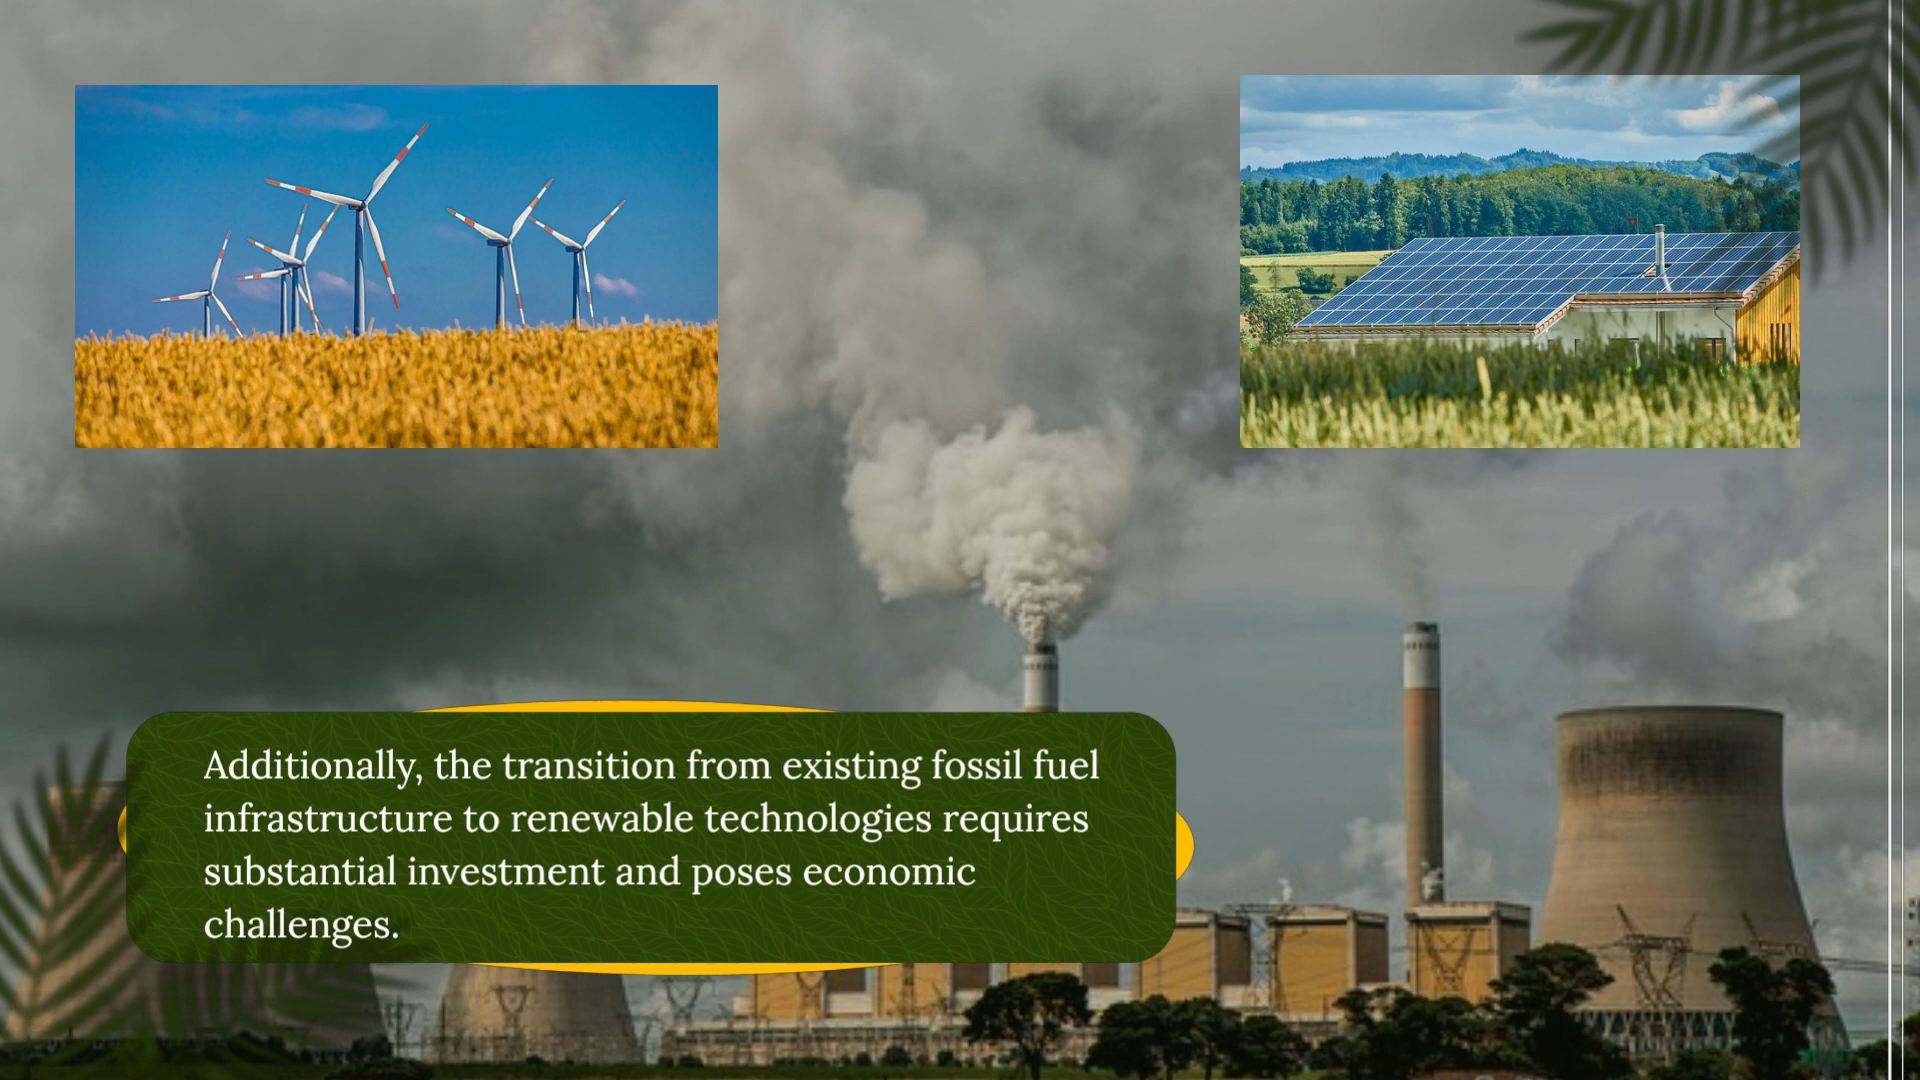 Additionally, the transition from existing fossil fuel
infrastructure to renewable technologies requires
substantial investment and poses economic
challenges.